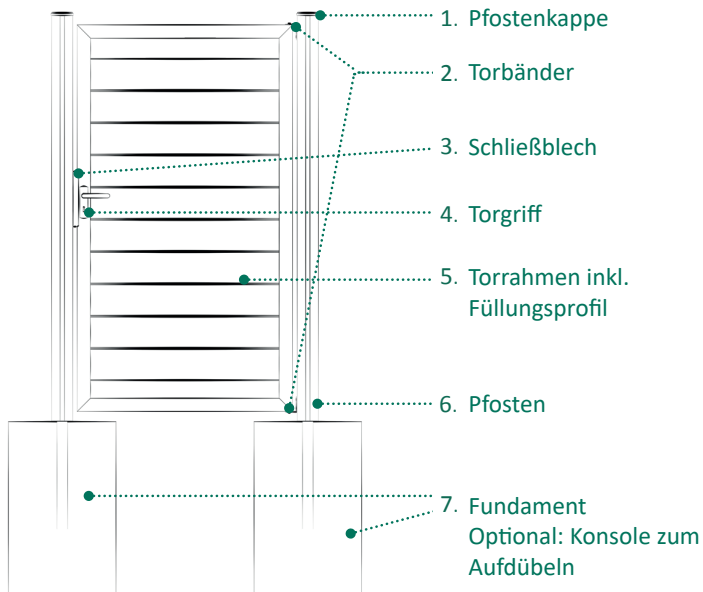 1. Pfostenkappe
2. Torbänder
3. Schließblech
4. Torgriff
5. Torrahmen inkl.
Füllungsprofil
6. Pfosten
7. Fundament
Optional: Konsole zum
Aufdübeln